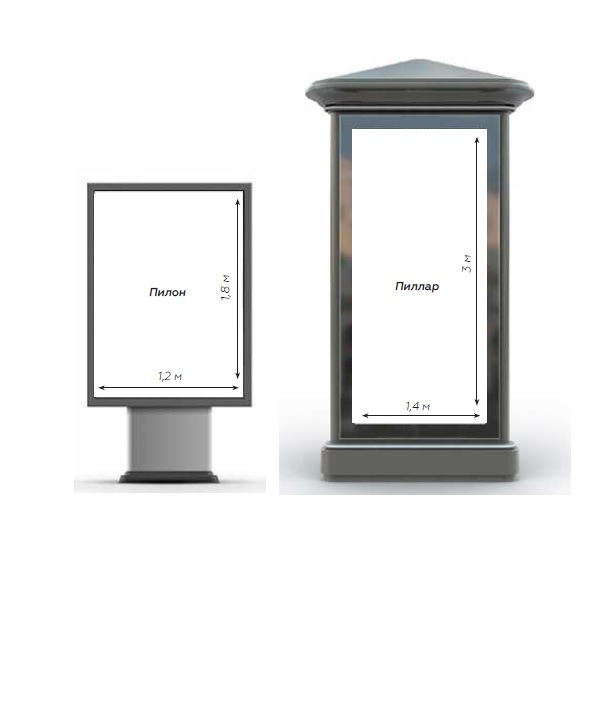 Пилон
1,8 м
1,2 м
Пиллар
3 м
1,4 м